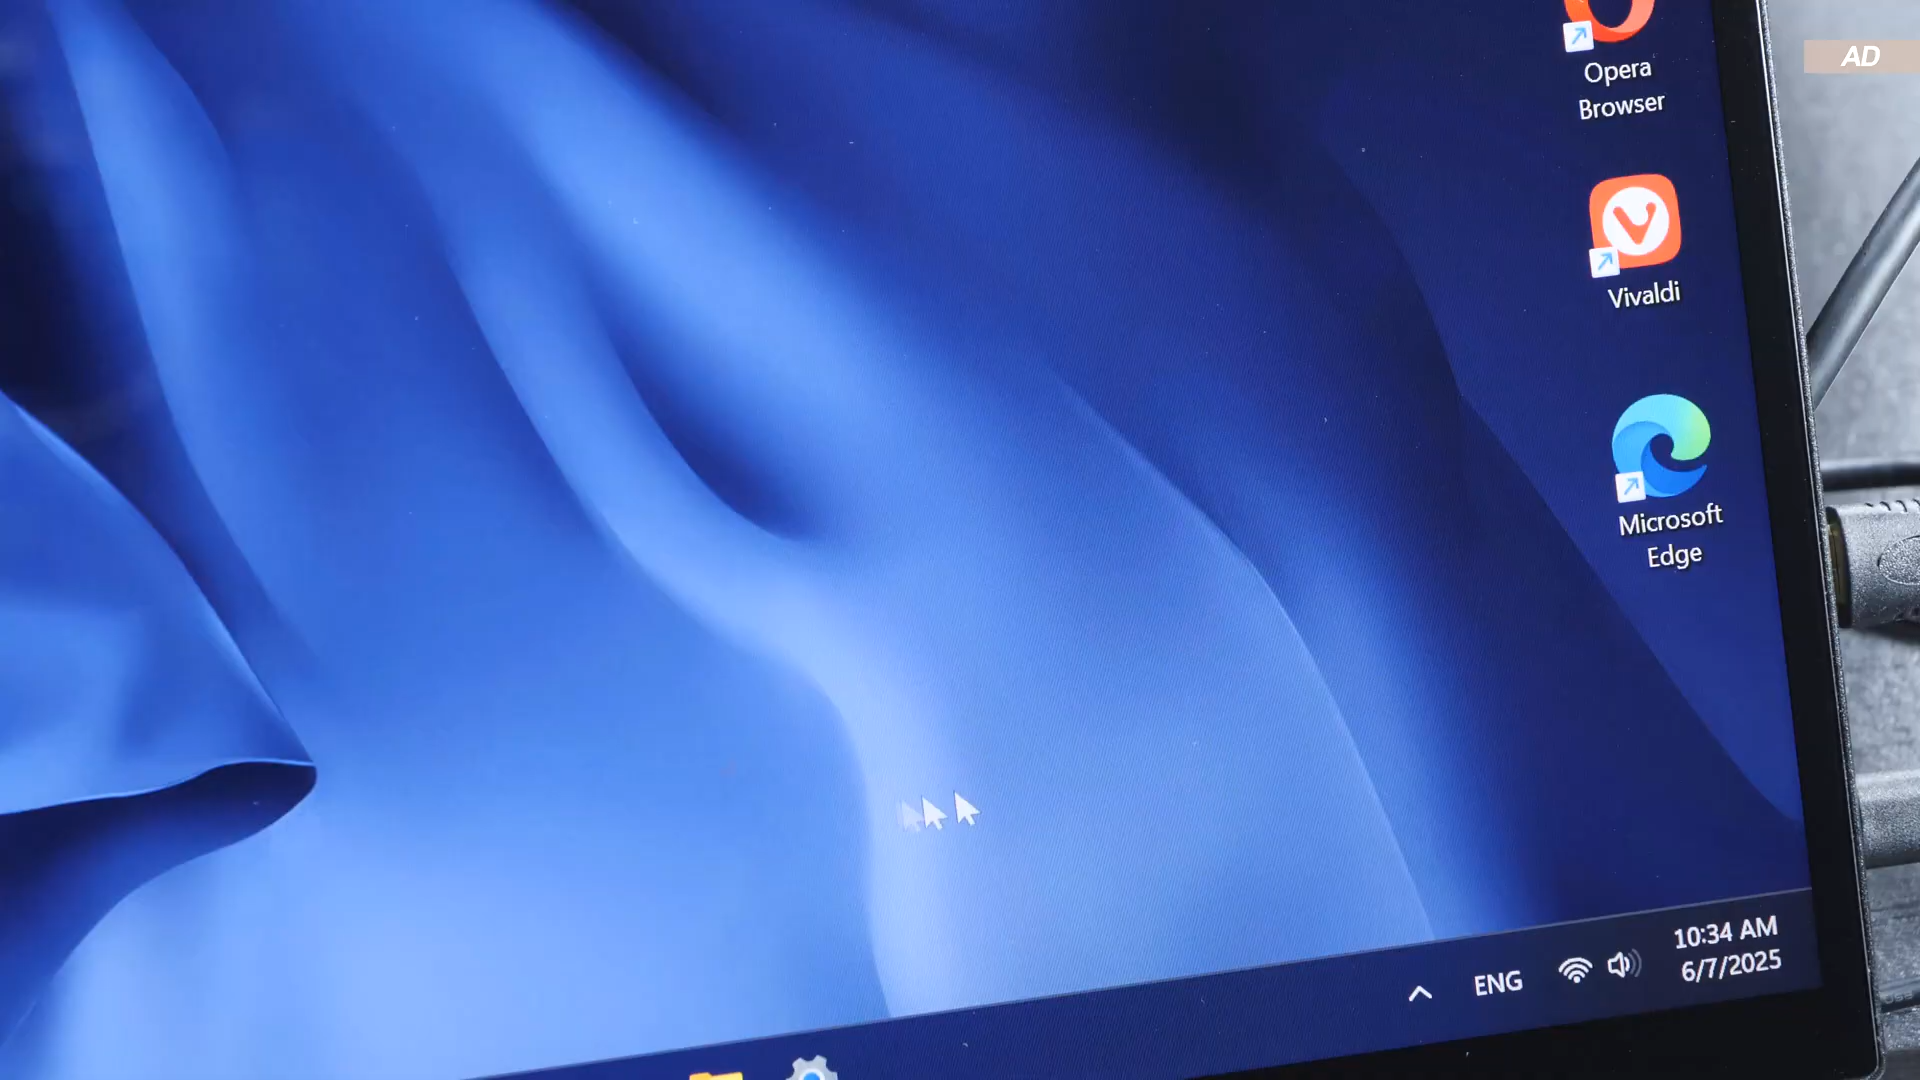 AD
Opera
Browser
Vivaldi
Microsoft
Edge
ENG
10:34 AM
6/7/2025